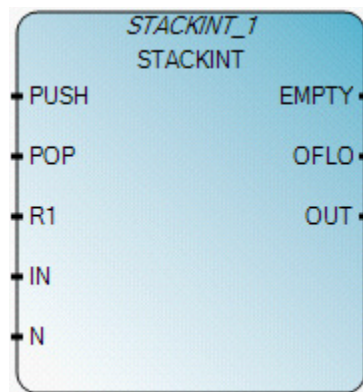 STACKINT_1
STACKINT
PUSH EMPTY
POP OFLO
R1 OUT
IN
N